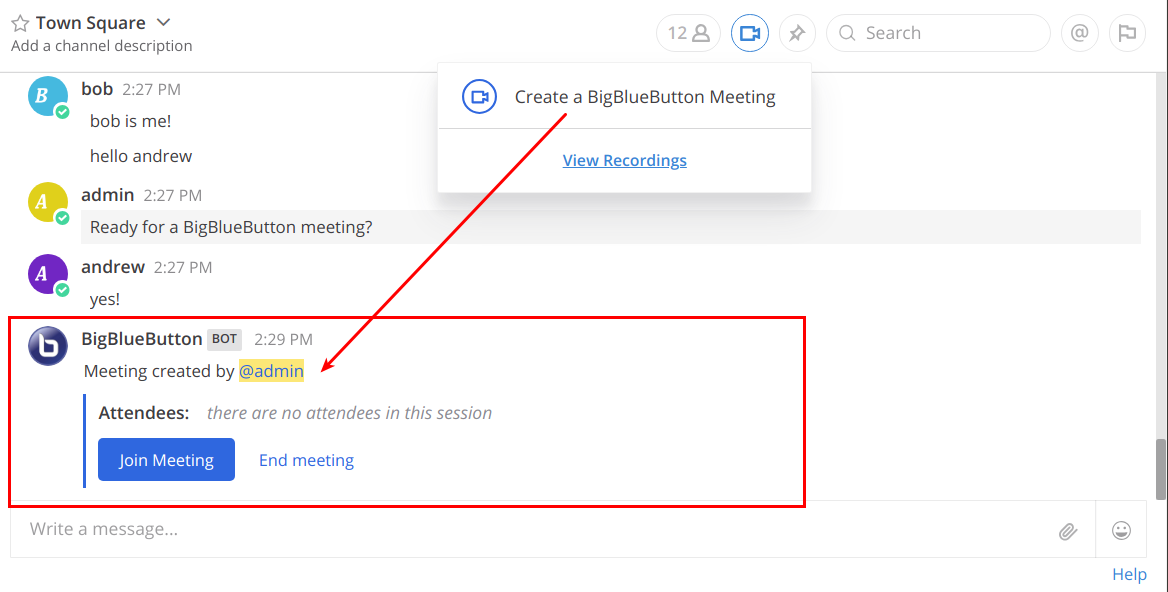 Town Square
Add a channel description
12
Search
@
Create a BigBlueButton Meeting
View Recordings
B
bob 2:27 PM
bob is me!
hello andrew
A
admin 2:27 PM
Ready for a BigBlueButton meeting?
A
andrew 2:27 PM
yes!
b
BigBlueButton BOT 2:29 PM
Meeting created by @admin
Attendees: there are no attendees in this session
Join Meeting End meeting
Write a message...
Help